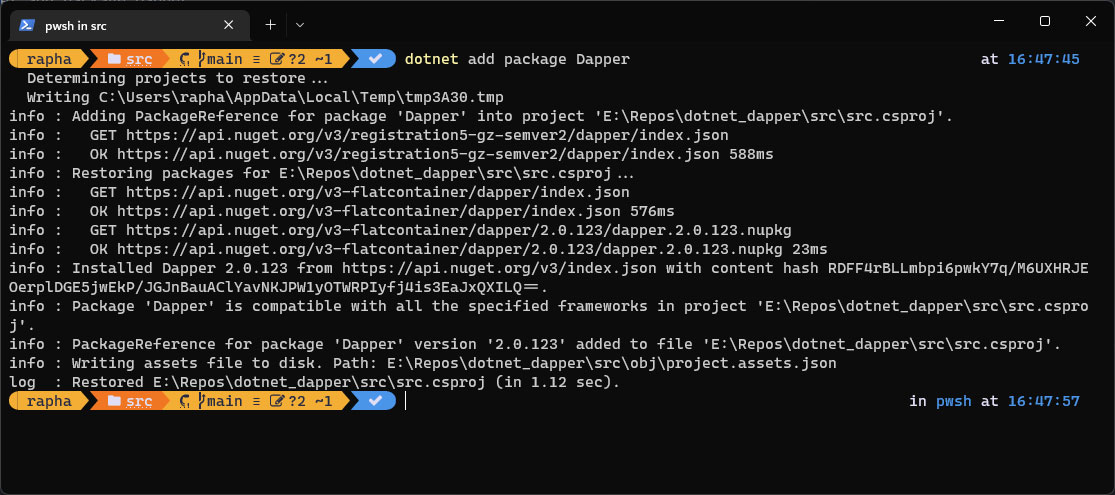 pwsh in src
rapha src main ≡ ?2 ~1 dotnet add package Dapper at 16:47:45
Determining projects to restore...
Writing C:\Users\rapha\AppData\Local\Temp\tmp3A30.tmp
info : Adding PackageReference for package 'Dapper' into project 'E:\Repos\dotnet_dapper\src\src.csproj'.
info :   GET https://api.nuget.org/v3/registration5-gz-semver2/dapper/index.json
info :   OK https://api.nuget.org/v3/registration5-gz-semver2/dapper/index.json 588ms
info : Restoring packages for E:\Repos\dotnet_dapper\src\src.csproj...
info :   GET https://api.nuget.org/v3-flatcontainer/dapper/index.json
info :   OK https://api.nuget.org/v3-flatcontainer/dapper/index.json 576ms
info :   GET https://api.nuget.org/v3-flatcontainer/dapper/2.0.123/dapper.2.0.123.nupkg
info :   OK https://api.nuget.org/v3-flatcontainer/dapper/2.0.123/dapper.2.0.123.nupkg 23ms
info : Installed Dapper 2.0.123 from https://api.nuget.org/v3/index.json with content hash RDFF4rBLLmbpi6pwkY7q/M6UXHRJE
OerplDGE5jwEkP/JGJnBauAClYavNKJPW1yOTWRPIyfj4is3EaJxQXILQ==.
info : Package 'Dapper' is compatible with all the specified frameworks in project 'E:\Repos\dotnet_dapper\src\src.cspro
j'.
info : PackageReference for package 'Dapper' version '2.0.123' added to file 'E:\Repos\dotnet_dapper\src\src.csproj'.
info : Writing assets file to disk. Path: E:\Repos\dotnet_dapper\src\obj\project.assets.json
log  : Restored E:\Repos\dotnet_dapper\src\src.csproj (in 1.12 sec).
rapha src main ≡ ?2 ~1 in pwsh at 16:47:57